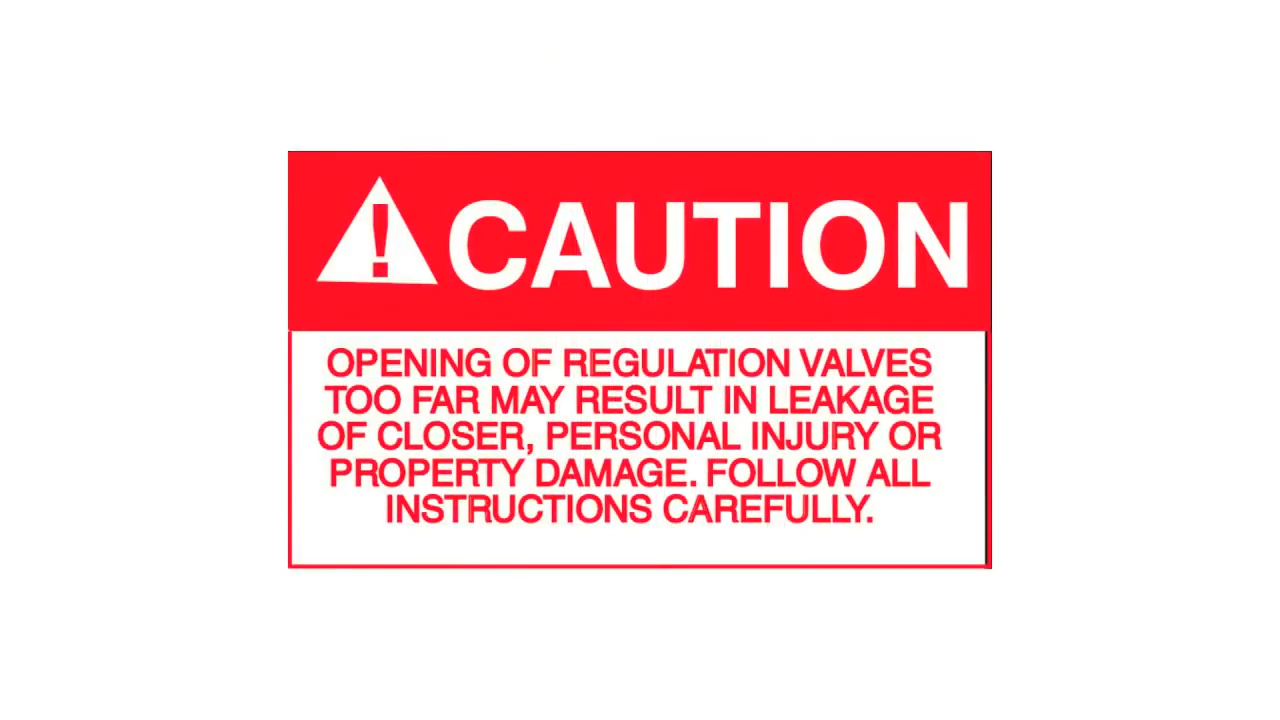 CAUTION
OPENING OF REGULATION VALVES
TOO FAR MAY RESULT IN LEAKAGE
OF CLOSER, PERSONAL INJURY OR
PROPERTY DAMAGE. FOLLOW ALL
INSTRUCTIONS CAREFULLY.